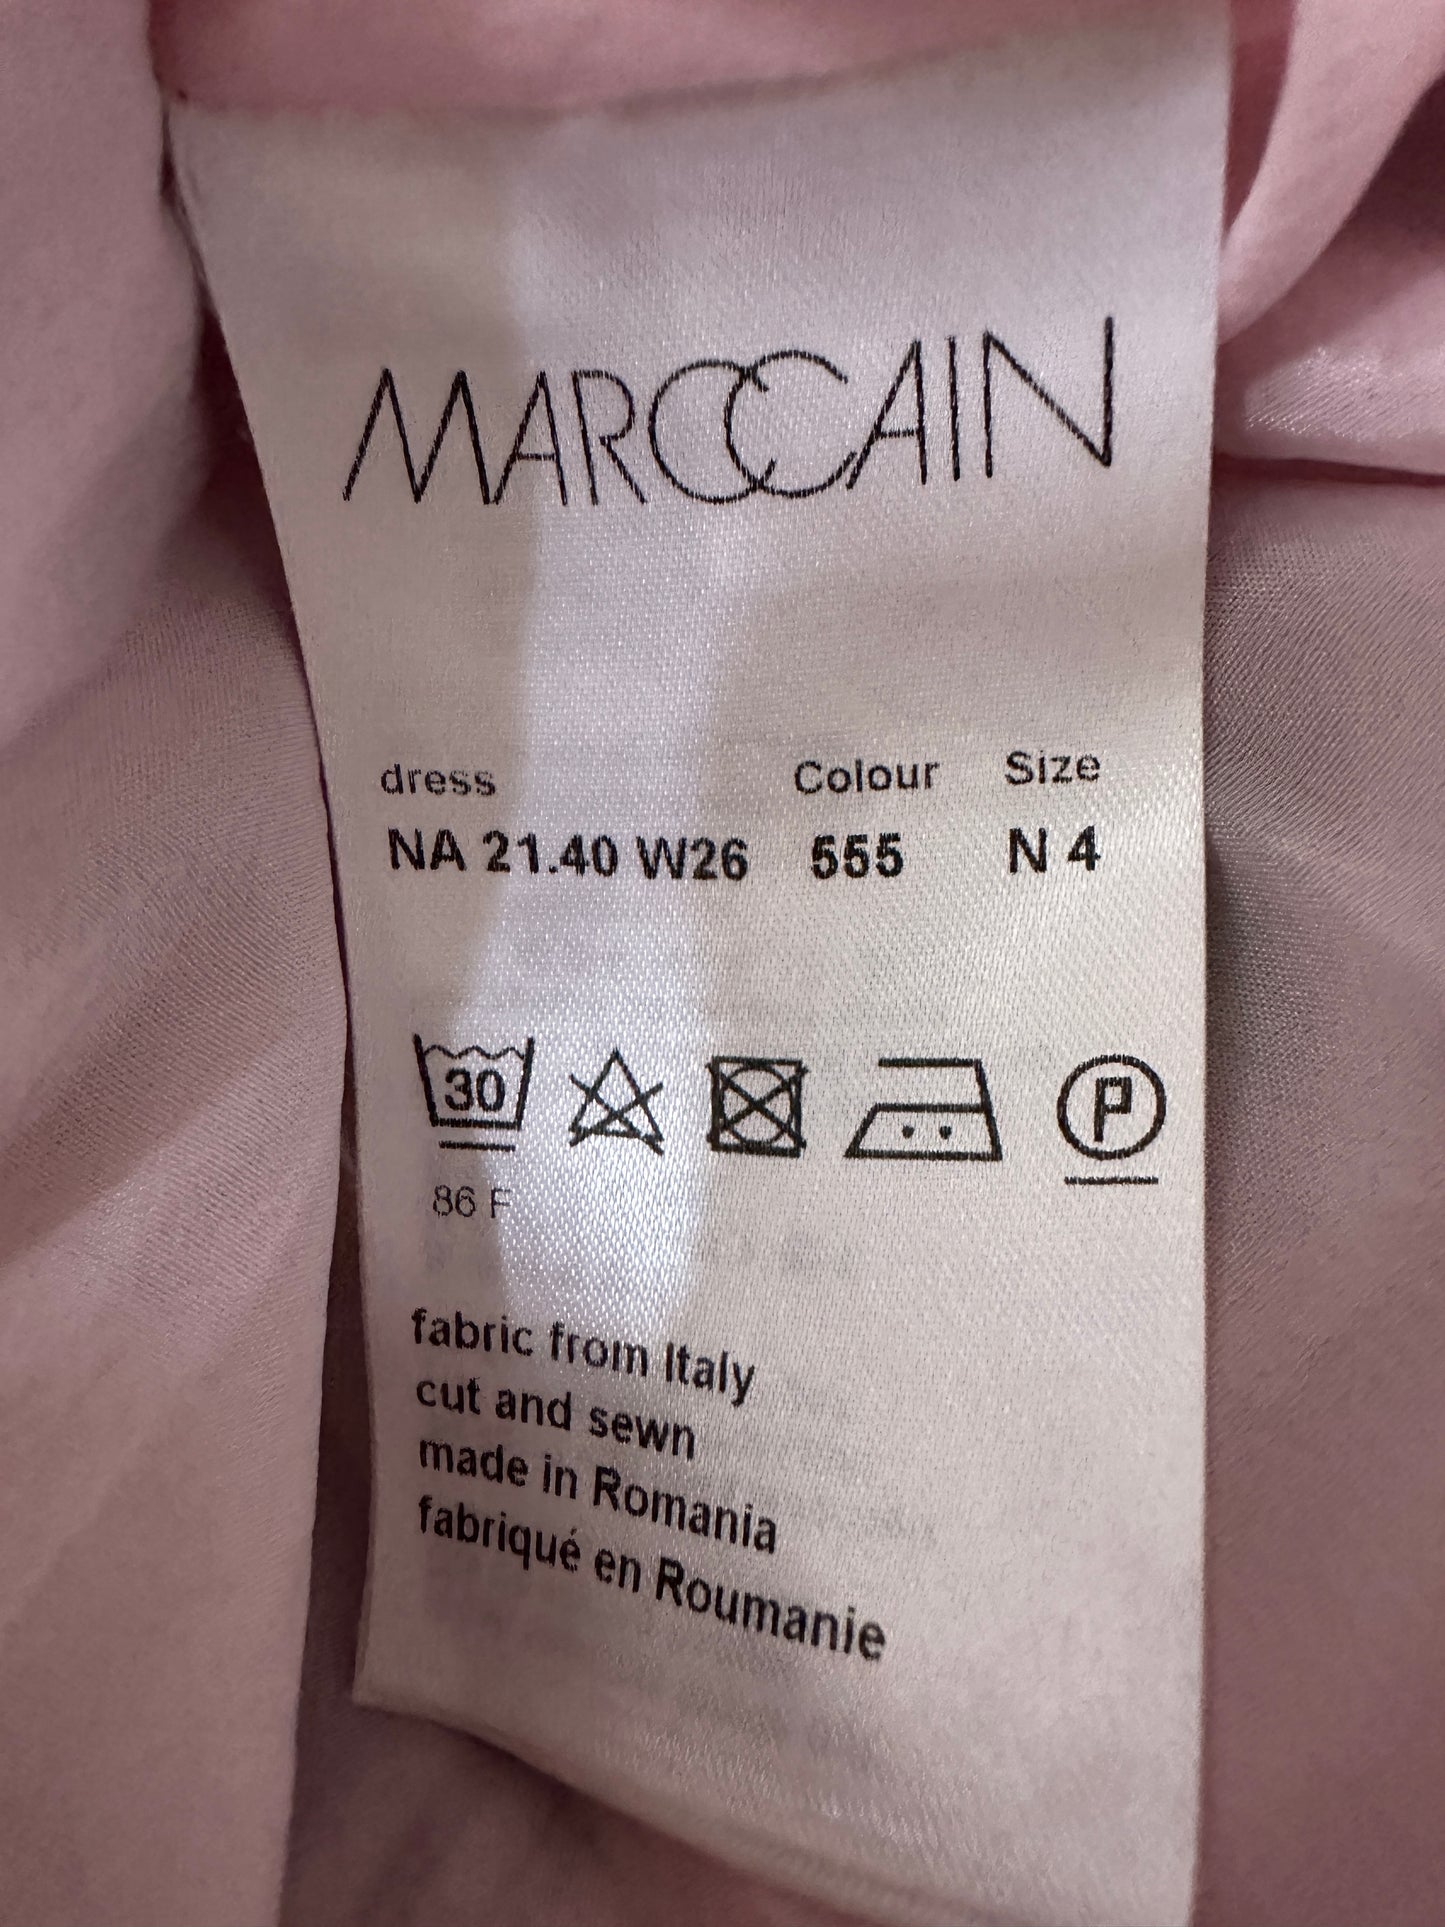 MARCCAIN
dress Colour Size
NA 21.40 W26 555 N 4
30 P
86 F
fabric from Italy
cut and sewn
made in Romania
fabriqué en Roumanie